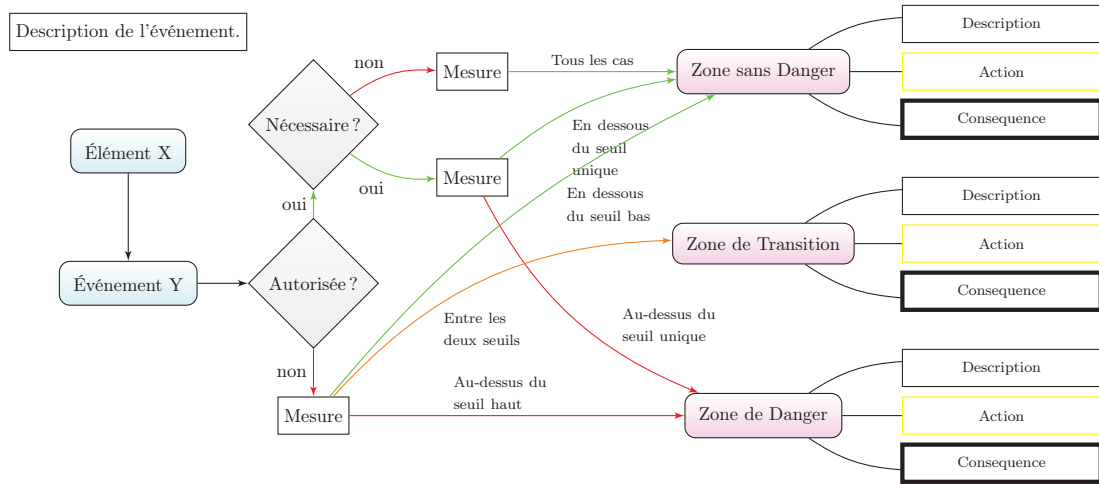 Description de l'événement.
Élément X
Événement Y
Nécessaire ?
Autorisée ?
non
oui
oui
non
Mesure
Mesure
Mesure
Tous les cas
En dessous
du seuil
unique
En dessous
du seuil bas
Entre les
deux seuils
Au-dessus du
seuil unique
Au-dessus du
seuil haut
Zone sans Danger
Description
Action
Consequence
Zone de Transition
Description
Action
Consequence
Zone de Danger
Description
Action
Consequence